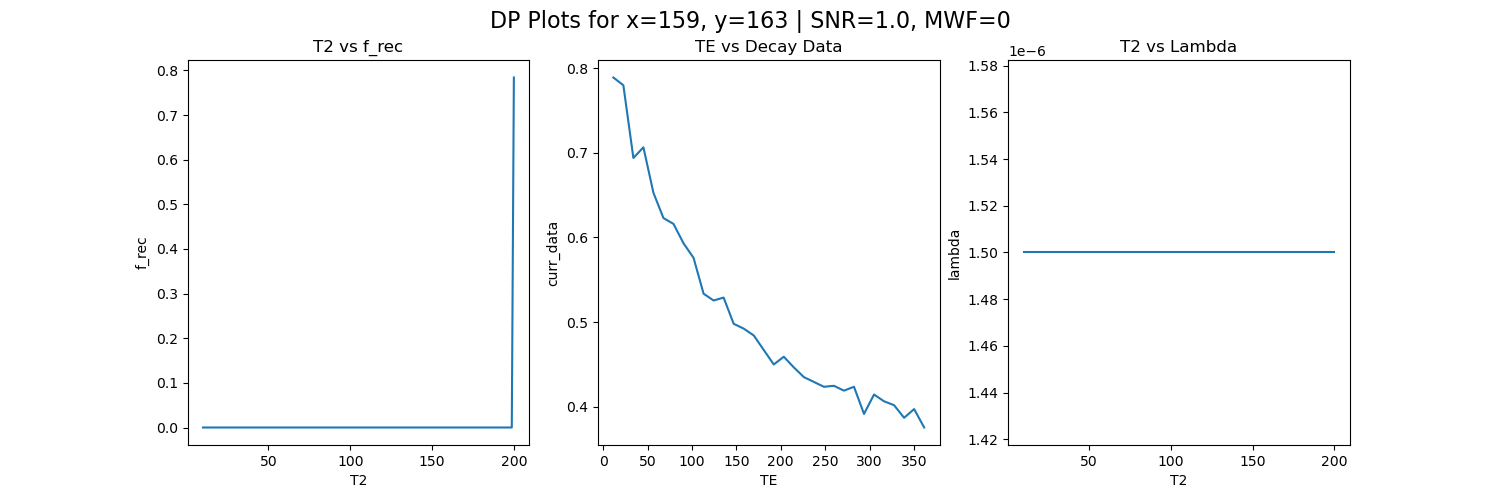 DP Plots for x=159, y=163 | SNR=1.0, MWF=0
T2 vs f_rec
0.8
0.7
0.6
0.5
0.4
0.3
0.2
0.1
0.0
f_rec
50 100 150 200
T2
TE vs Decay Data
0.8
0.7
0.6
0.5
0.4
curr_data
0 50 100 150 200 250 300 350
TE
T2 vs Lambda
1e−6
1.58
1.56
1.54
1.52
1.50
1.48
1.46
1.44
1.42
lambda
50 100 150 200
T2